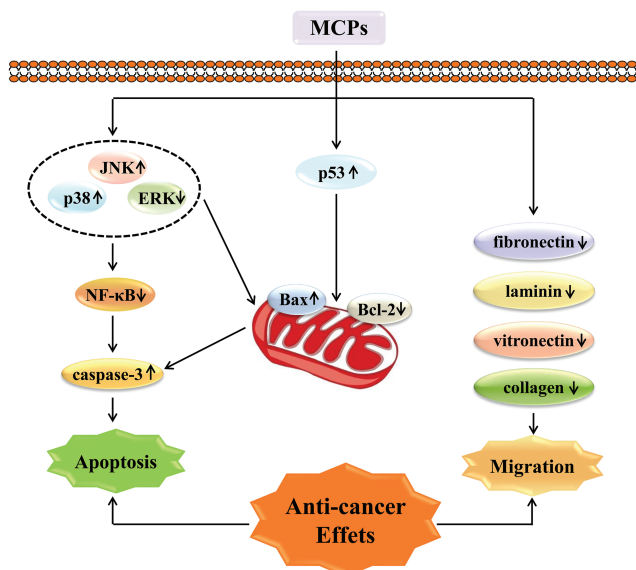 MCPs
JNK↑
p38↑
ERK↓
p53↑
fibronectin↓
NF-κB↓
Bax↑
Bcl-2↓
laminin↓
vitronectin↓
caspase-3↑
collagen↓
Apoptosis
Migration
Anti-cancer
Effets